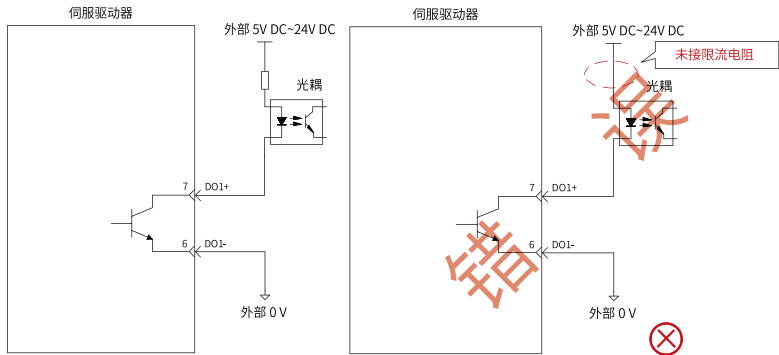 伺服驱动器
外部 5V DC~24V DC
光耦
7
DO1+
6
DO1-
外部 0 V
伺服驱动器
外部 5V DC~24V DC
未接限流电阻
光耦
7
DO1+
6
DO1-
外部 0 V
错误